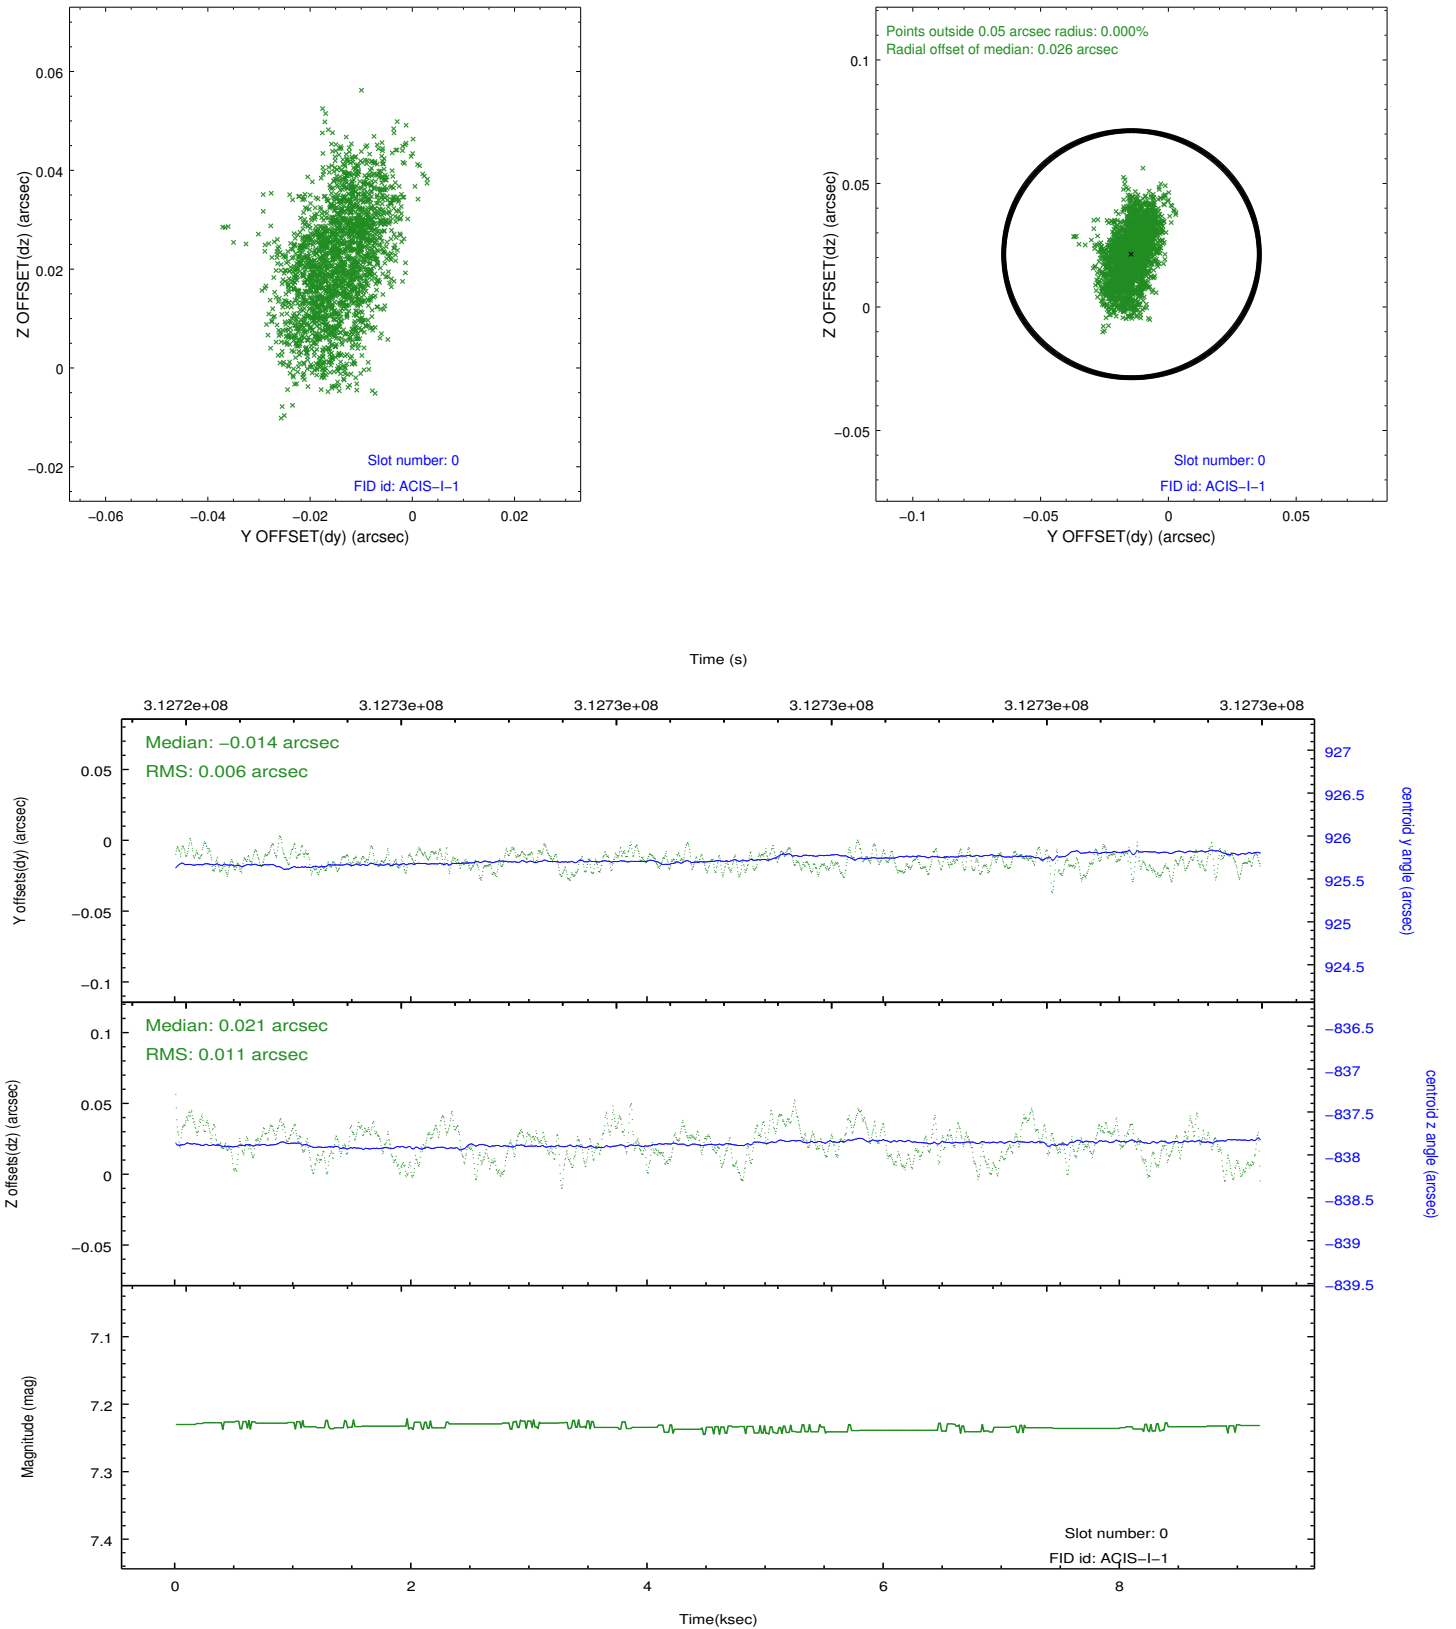 0.06
0.04
0.02
0
−0.02
Z OFFSET(dz) (arcsec)
Slot number: 0
FID id: ACIS−I−1
−0.06 −0.04 −0.02 0 0.02
Y OFFSET(dy) (arcsec)
Points outside 0.05 arcsec radius: 0.000%
Radial offset of median: 0.026 arcsec
0.1
0.05
0
−0.05
Z OFFSET(dz) (arcsec)
Slot number: 0
FID id: ACIS−I−1
−0.1 −0.05 0 0.05
Y OFFSET(dy) (arcsec)
Time (s)
3.1272e+08 3.1273e+08 3.1273e+08 3.1273e+08 3.1273e+08 3.1273e+08
Median: −0.014 arcsec
RMS: 0.006 arcsec
0.05
0
−0.05
−0.1
Y offsets(dy) (arcsec)
927
926.5
926
925.5
925
924.5
centroid y angle (arcsec)
Median: 0.021 arcsec
RMS: 0.011 arcsec
0.1
0.05
0
−0.05
Z offsets(dz) (arcsec)
−836.5
−837
−837.5
−838
−838.5
−839
−839.5
centroid z angle (arcsec)
7.1
7.2
7.3
7.4
Magnitude (mag)
Slot number: 0
FID id: ACIS−I−1
0 2 4 6 8
Time(ksec)